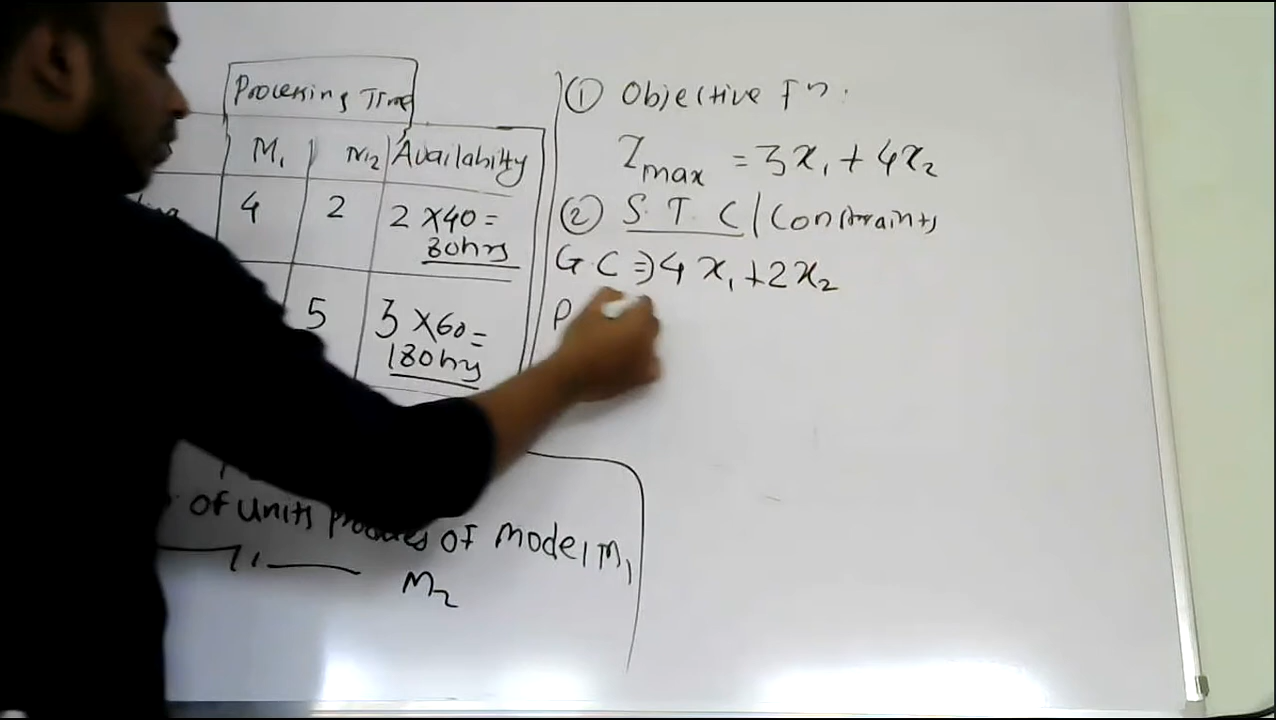 Processing Time
M1 M2 Availability
4 2 2 X40=
80hrs
5 3 X60=
180hrs
of units produces of model M1
—〃— M2
① Objective Fn.
Zmax = 3x1 + 4x2
② S.T.C/Constraints
G.C ⇒ 4x1 + 2x2
P